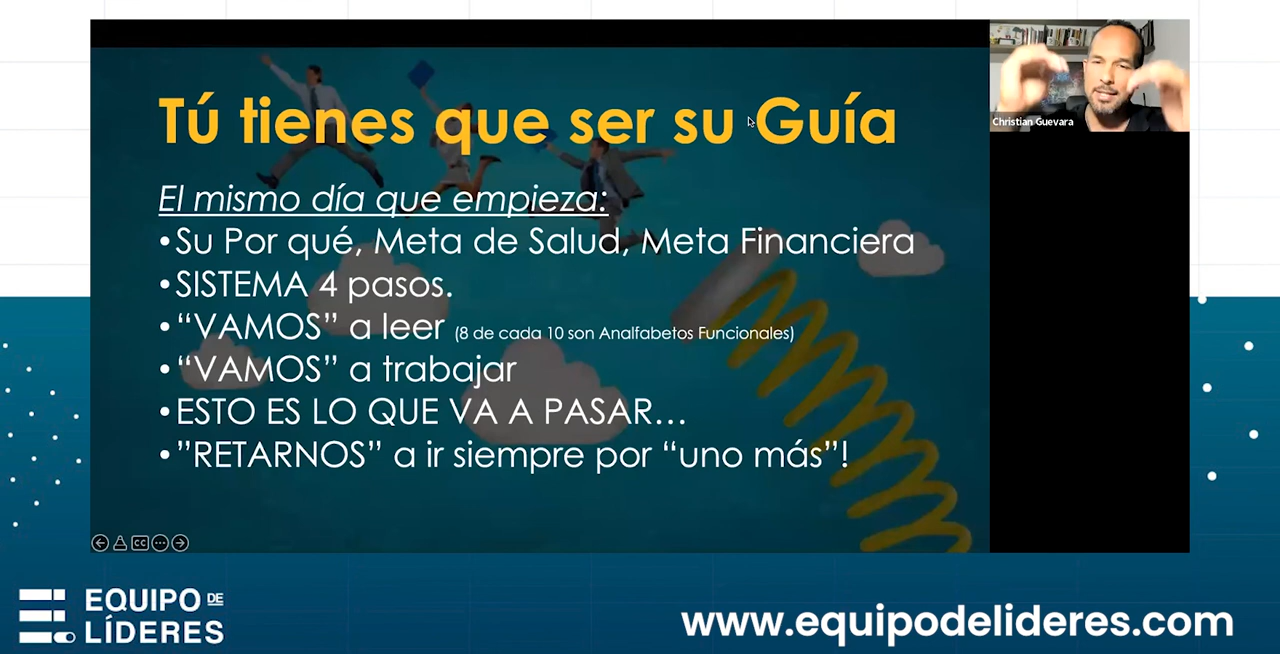 Tú tienes que ser su Guía
Christian Guevara
El mismo día que empieza:
•Su Por qué, Meta de Salud, Meta Financiera
•SISTEMA 4 pasos.
•“VAMOS” a leer (8 de cada 10 son Analfabetos Funcionales)
•“VAMOS” a trabajar
•ESTO ES LO QUE VA A PASAR…
•”RETARNOS” a ir siempre por “uno más”!
CC
EQUIPO DE
LÍDERES
www.equipodelideres.com